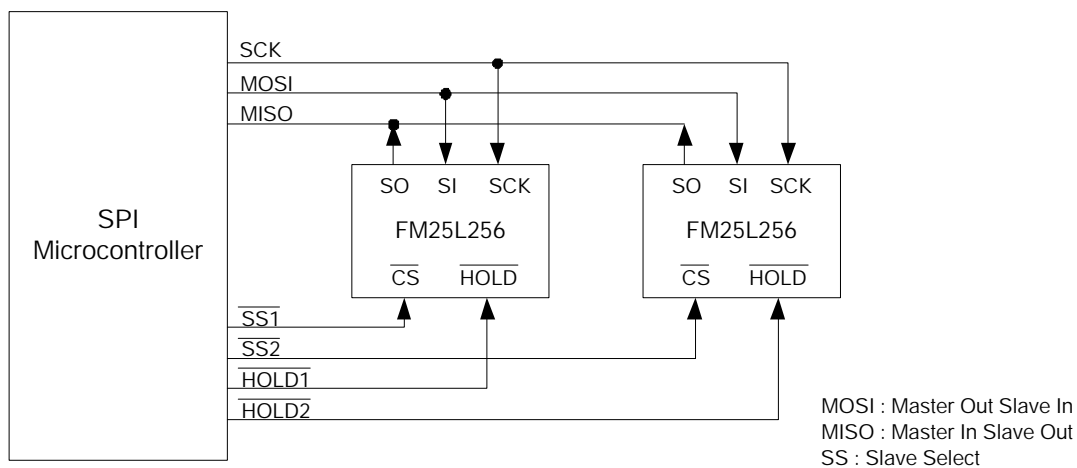 SCK
MOSI
MISO
SO SI SCK
SO SI SCK
SPI
Microcontroller
FM25L256
FM25L256
CS HOLD
CS HOLD
SS1
SS2
HOLD1
HOLD2
MOSI : Master Out Slave In
MISO : Master In Slave Out
SS : Slave Select